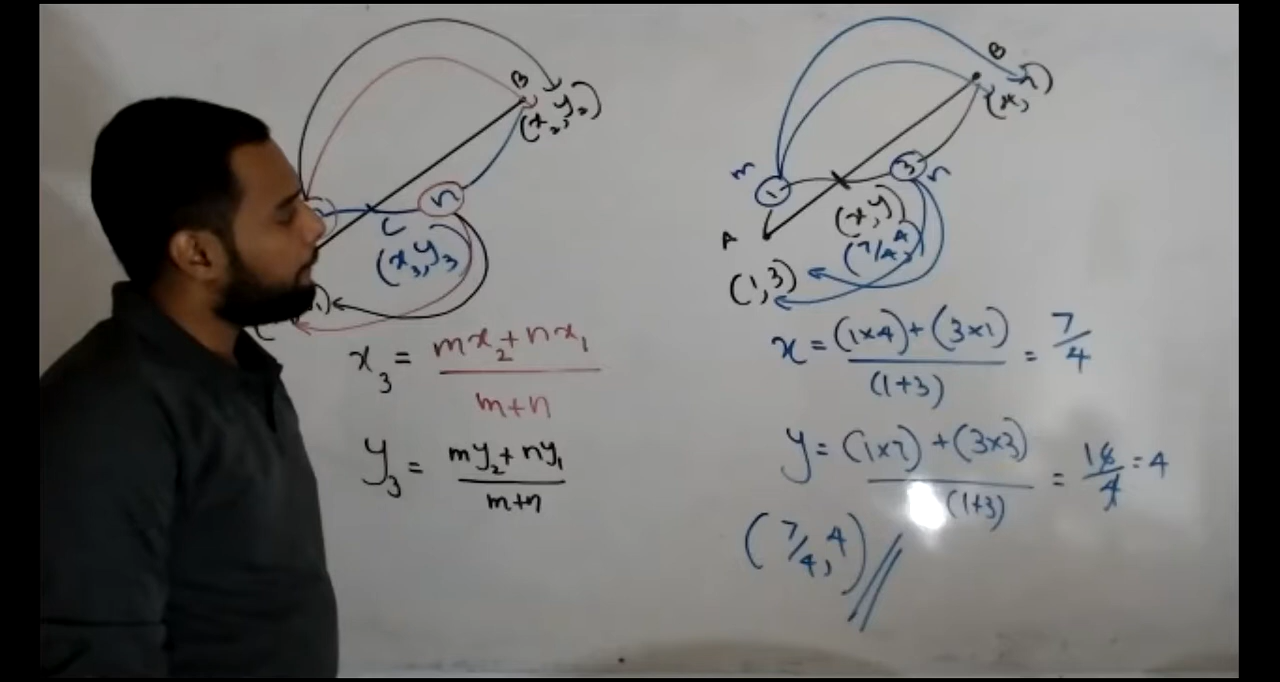 B
(x₂, y₂)
n
C
(x₃, y₃)
x₃ = mx₂ + nx₁ / m+n
y₃ = my₂ + ny₁ / m+n
B
m
1
3
n
(x, y)
A
(7/4, 4)
(1, 3)
x = (1×4) + (3×1) / (1+3) = 7/4
y = (1×7) + (3×3) / (1+3) = 16/4 = 4
(7/4, 4)